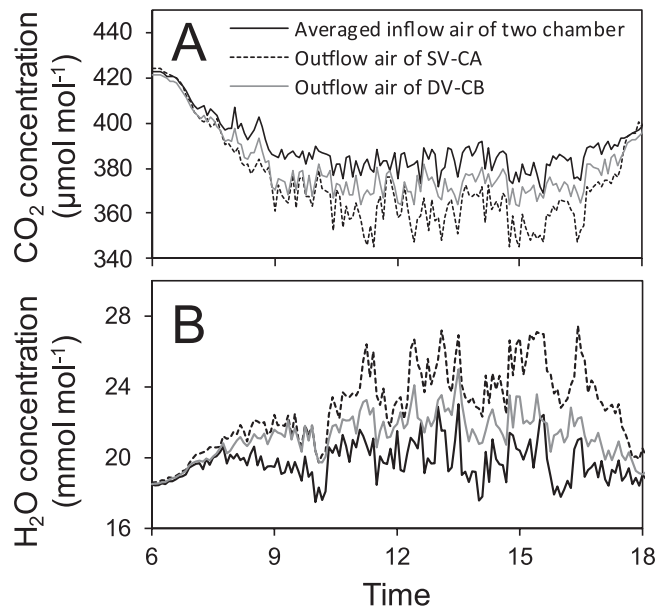 A
Averaged inflow air of two chamber
Outflow air of SV-CA
Outflow air of DV-CB
CO₂ concentration
(µmol mol⁻¹)
440
420
400
380
360
340
B
H₂O concentration
(mmol mol⁻¹)
28
24
20
16
6 9 12 15 18
Time